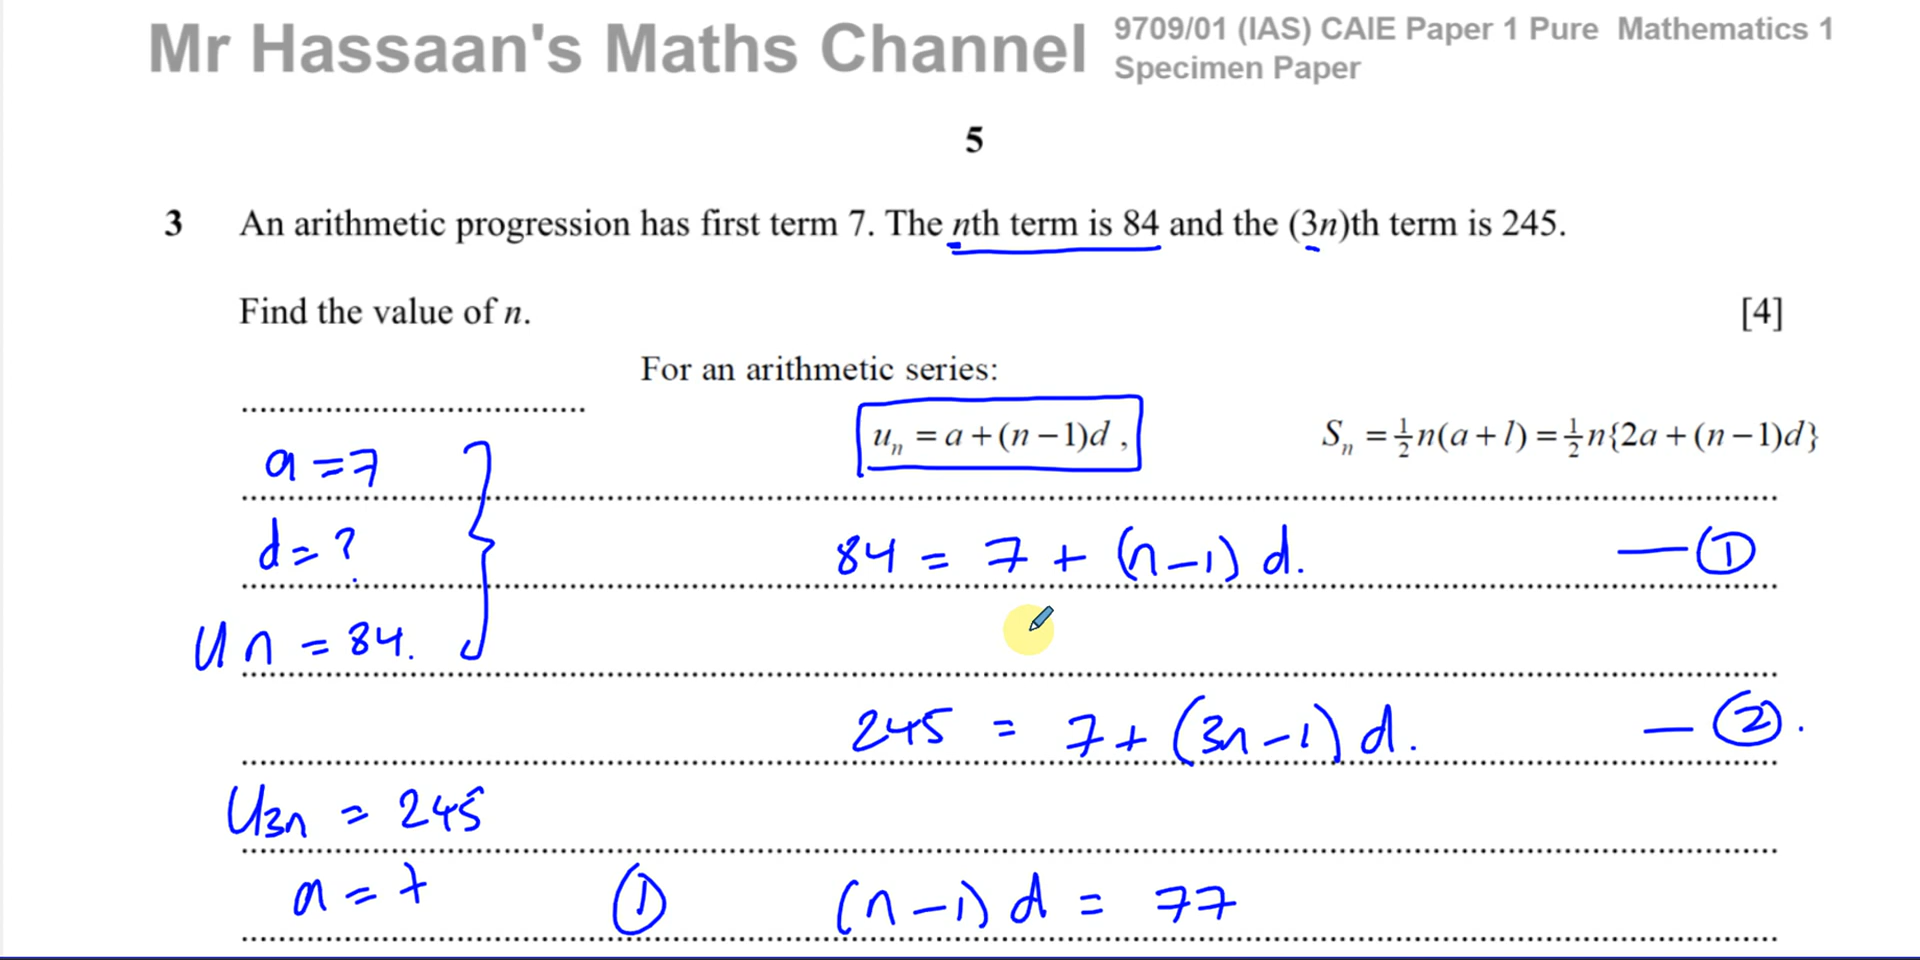 Mr Hassaan's Maths Channel
9709/01 (IAS) CAIE Paper 1 Pure Mathematics 1
Specimen Paper
5
3 An arithmetic progression has first term 7. The nth term is 84 and the (3n)th term is 245.
Find the value of n. [4]
For an arithmetic series:
uₙ = a + (n − 1)d , Sₙ = ½n(a + l) = ½n{2a + (n − 1)d}
a = 7
d = ?
84 = 7 + (n − 1) d. — ①
Un = 84.
245 = 7 + (3n − 1) d. — ②.
U3n = 245
a = 7 ① (n − 1) d = 77